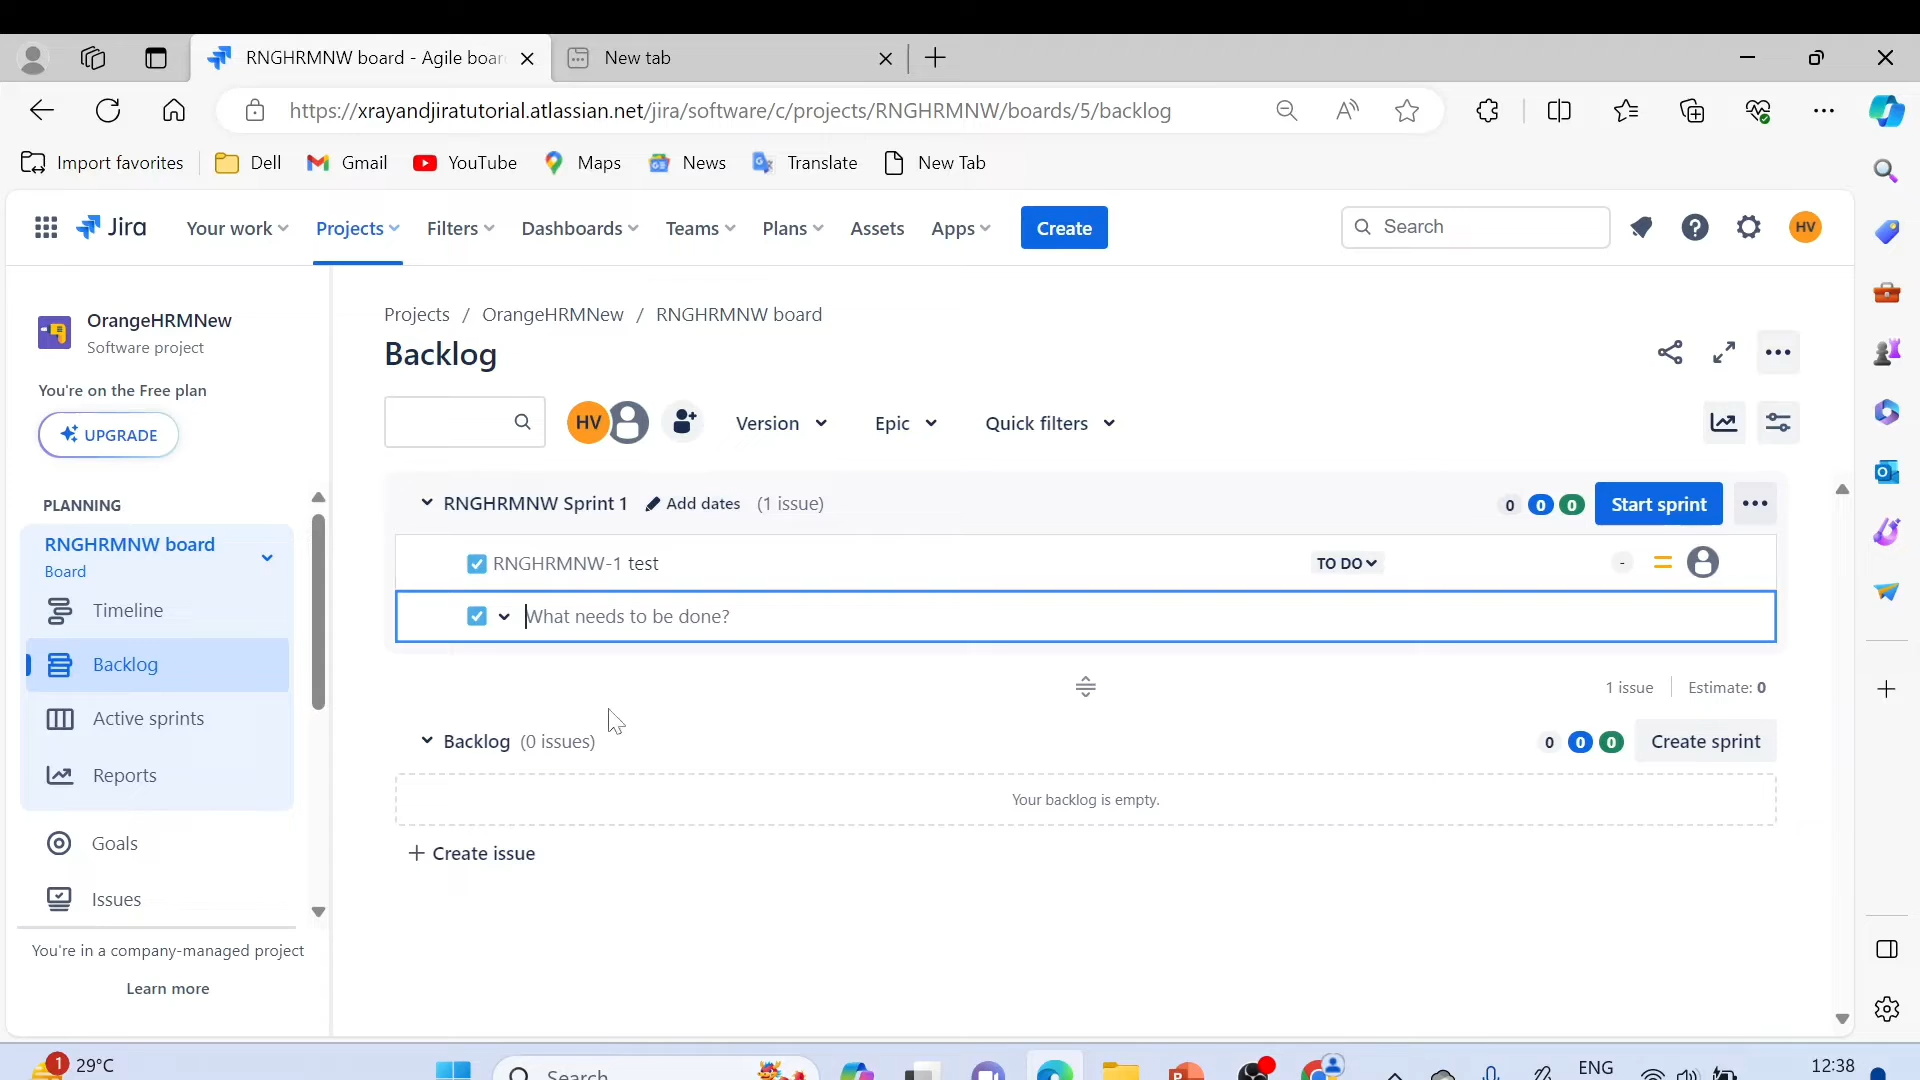 RNGHRMNW board - Agile boar
New tab
https://xrayandjiratutorial.atlassian.net/jira/software/c/projects/RNGHRMNW/boards/5/backlog
Import favorites
Dell
Gmail
YouTube
Maps
News
Translate
New Tab
Jira
Your work
Projects
Filters
Dashboards
Teams
Plans
Assets
Apps
Create
Search
HV
OrangeHRMNew
Software project
You're on the Free plan
UPGRADE
PLANNING
RNGHRMNW board
Board
Timeline
Backlog
Active sprints
Reports
Goals
Issues
You're in a company-managed project
Learn more
Projects / OrangeHRMNew / RNGHRMNW board
Backlog
HV
Version
Epic
Quick filters
RNGHRMNW Sprint 1 Add dates (1 issue)
0 0 0 Start sprint
RNGHRMNW-1 test
TO DO
-
What needs to be done?
1 issue
Estimate: 0
Backlog (0 issues)
0 0 0 Create sprint
Your backlog is empty.
+ Create issue
1
29°C
Search
ENG
12:38